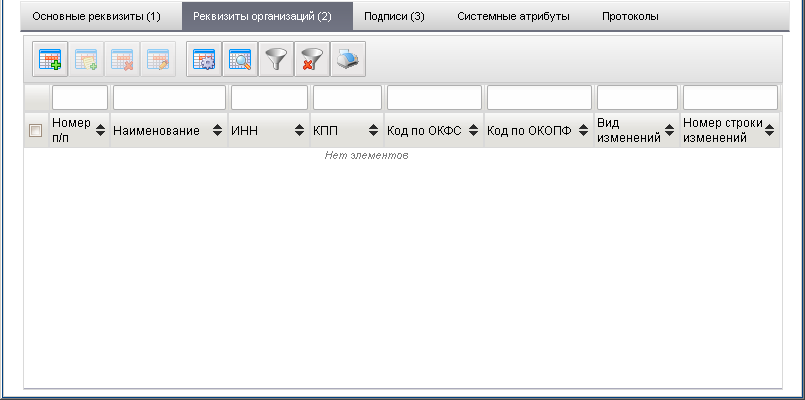 Основные реквизиты (1) Реквизиты организаций (2) Подписи (3) Системные атрибуты Протоколы
Номер п/п Наименование ИНН КПП Код по ОКФС Код по ОКОПФ Вид изменений Номер строки изменений
Нет элементов